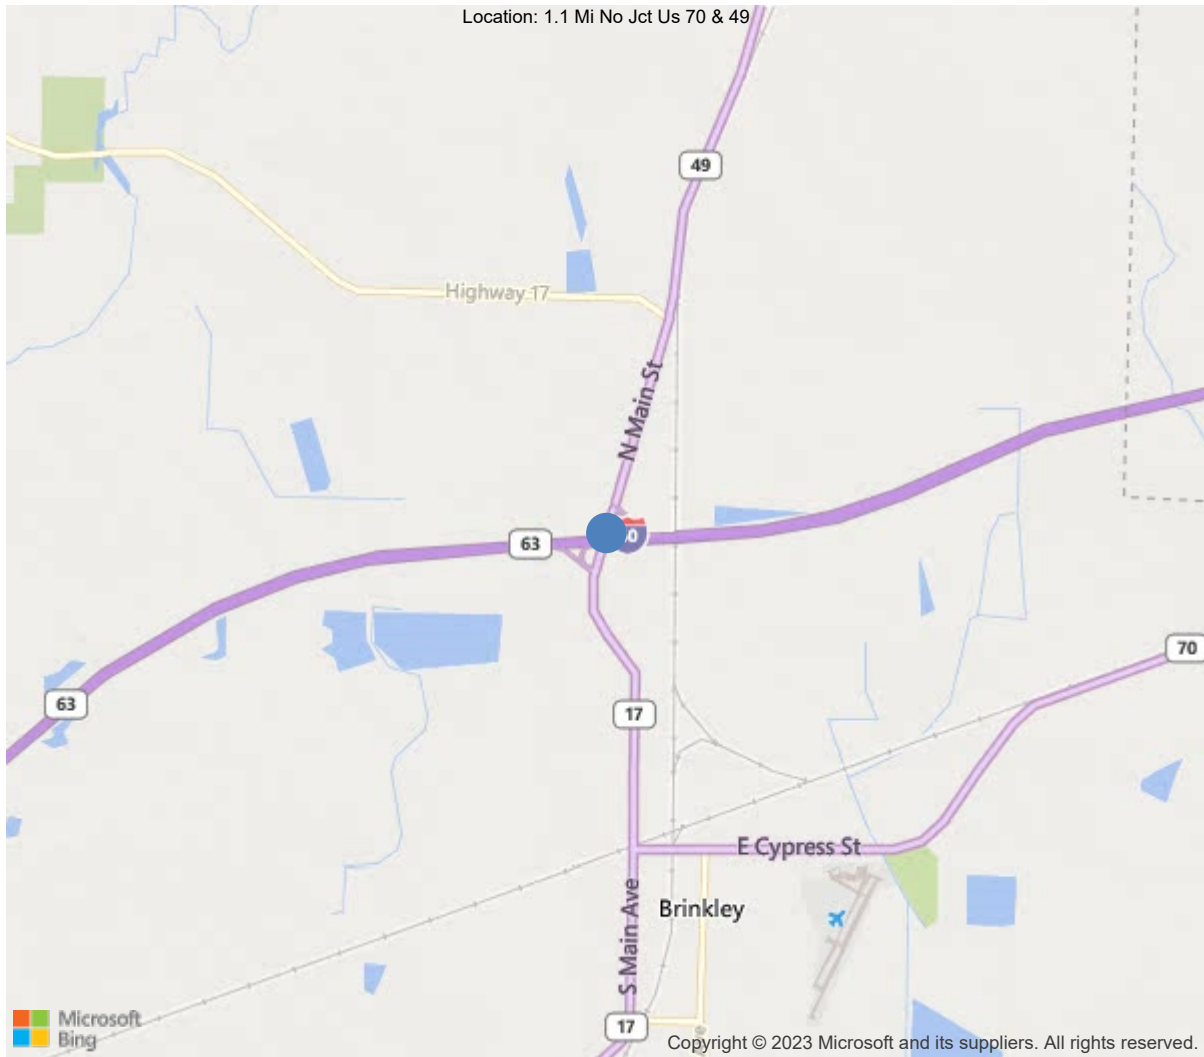 Location: 1.1 Mi No Jct Us 70 & 49
49
Highway 17
N Main St
63
63
70
17
E Cypress St
Brinkley
S Main Ave
17
Microsoft
Bing
Copyright © 2023 Microsoft and its suppliers. All rights reserved.